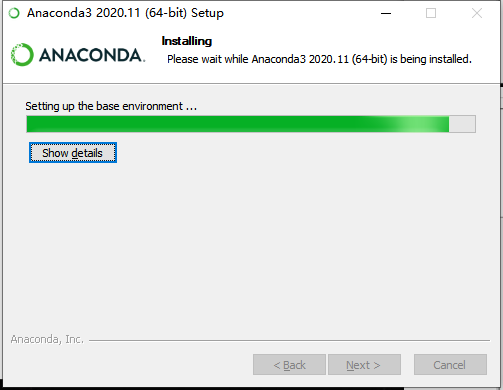 Anaconda3 2020.11 (64-bit) Setup
Installing
Please wait while Anaconda3 2020.11 (64-bit) is being installed.
ANACONDA.
Setting up the base environment ...
Show details
Anaconda, Inc.
< Back
Next >
Cancel